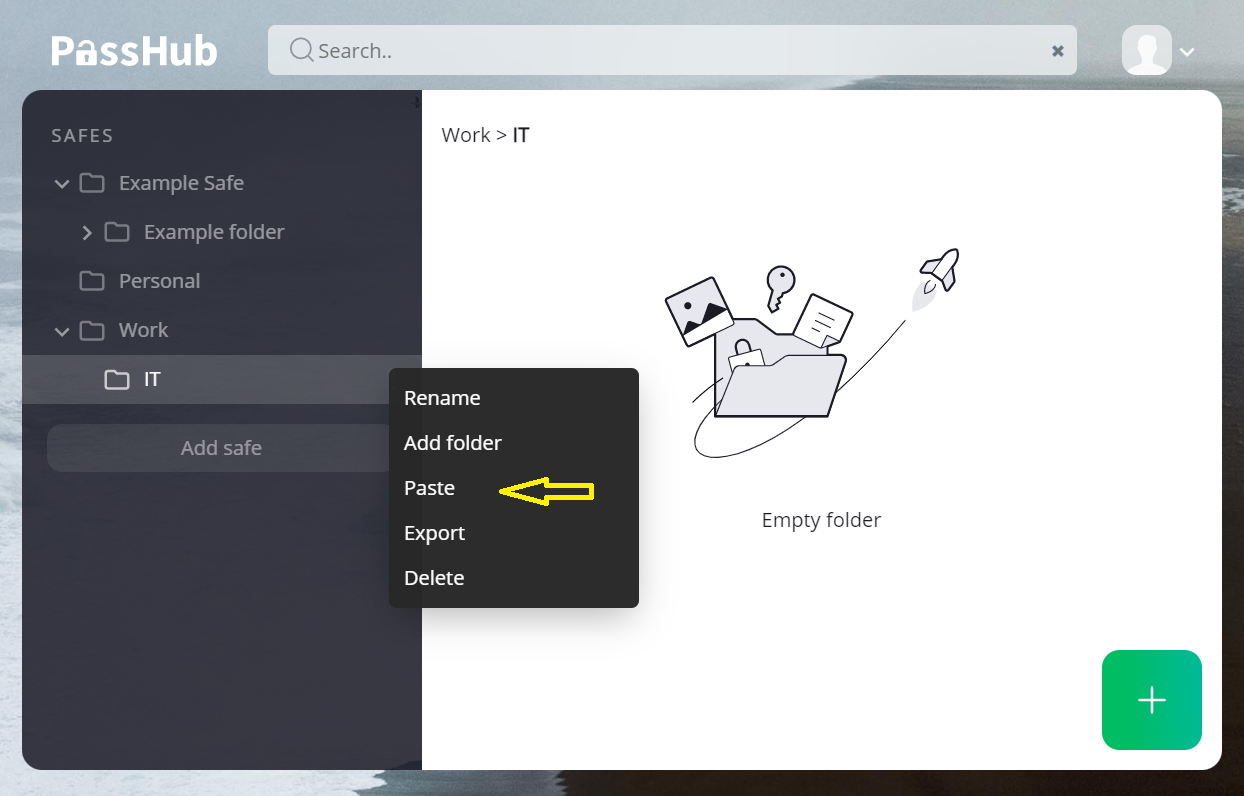 PassHub
Search..
SAFES
Example Safe
Example folder
Personal
Work
IT
Add safe
Work > IT
Rename
Add folder
Paste
Export
Delete
Empty folder